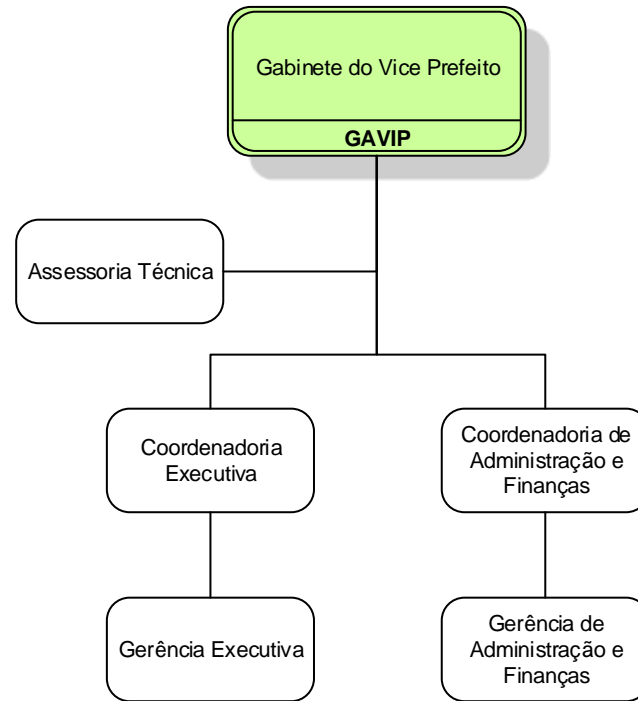 Gabinete do Vice Prefeito
GAVIP
Assessoria Técnica
Coordenadoria
Executiva
Coordenadoria de
Administração e
Finanças
Gerência Executiva
Gerência de
Administração e
Finanças